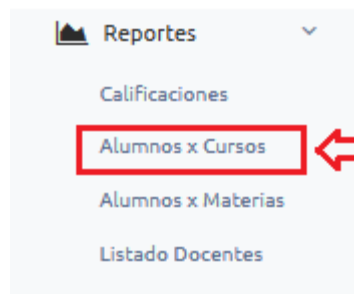 Reportes
Calificaciones
Alumnos x Cursos
Alumnos x Materias
Listado Docentes